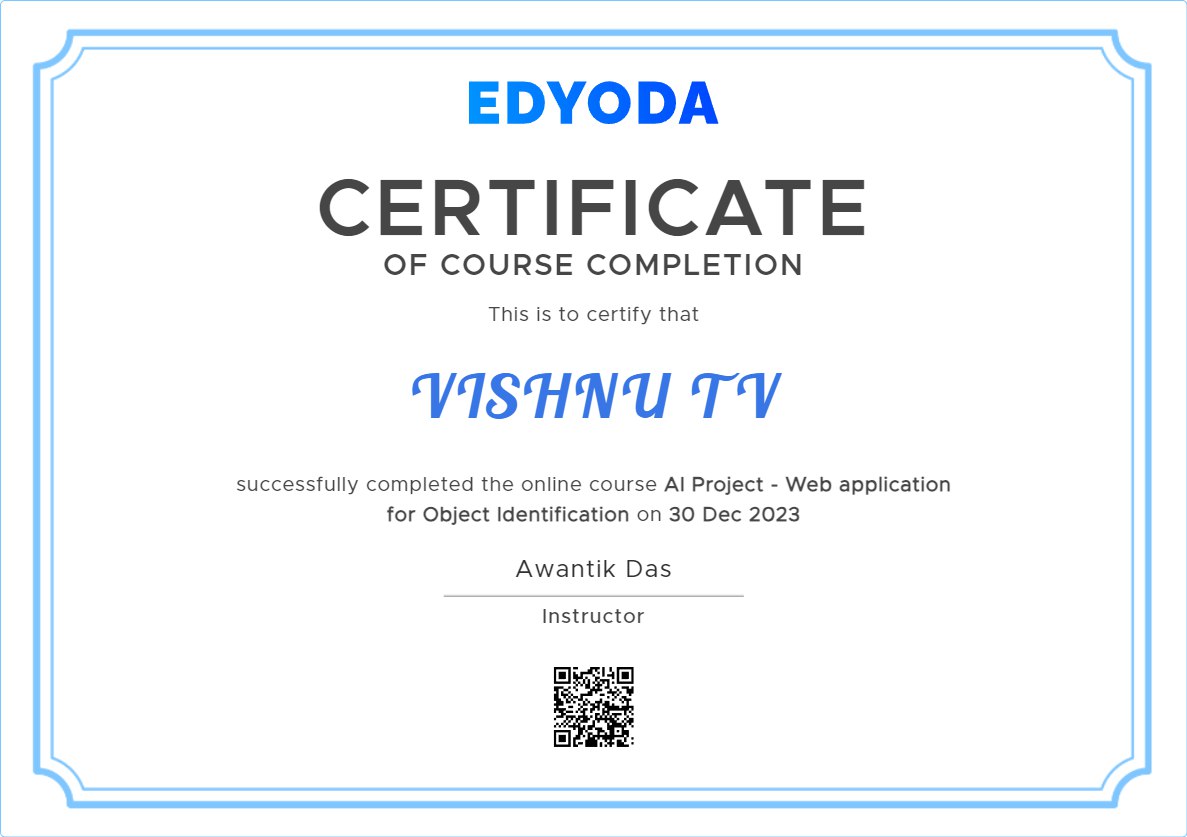 EDYODA
CERTIFICATE
OF COURSE COMPLETION
This is to certify that
VISHNU TV
successfully completed the online course AI Project - Web application
for Object Identification on 30 Dec 2023
Awantik Das
Instructor